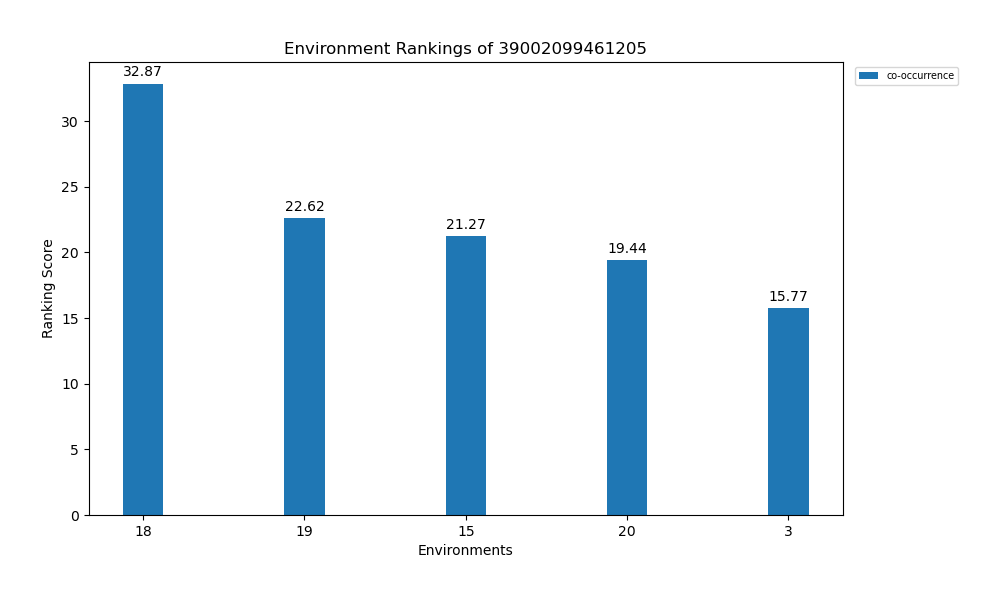 Environment Rankings of 39002099461205
co-occurrence
32.87
22.62
21.27
19.44
15.77
Ranking Score
30
25
20
15
10
5
0
18 19 15 20 3
Environments